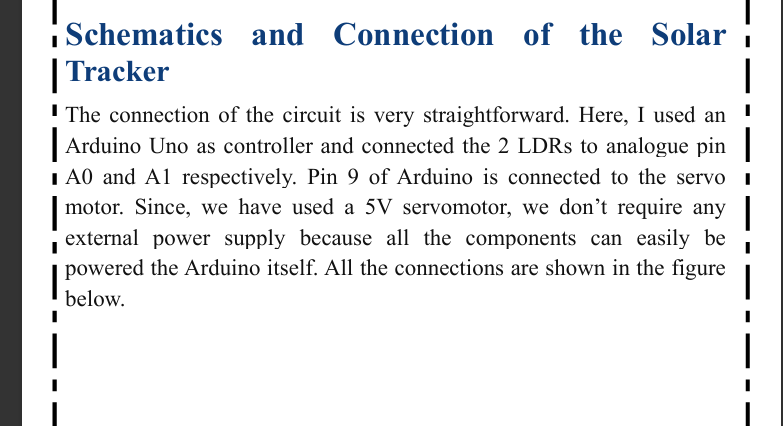 Schematics and Connection of the Solar
Tracker
The connection of the circuit is very straightforward. Here, I used an
Arduino Uno as controller and connected the 2 LDRs to analogue pin
A0 and A1 respectively. Pin 9 of Arduino is connected to the servo
motor. Since, we have used a 5V servomotor, we don’t require any
external power supply because all the components can easily be
powered the Arduino itself. All the connections are shown in the figure
below.